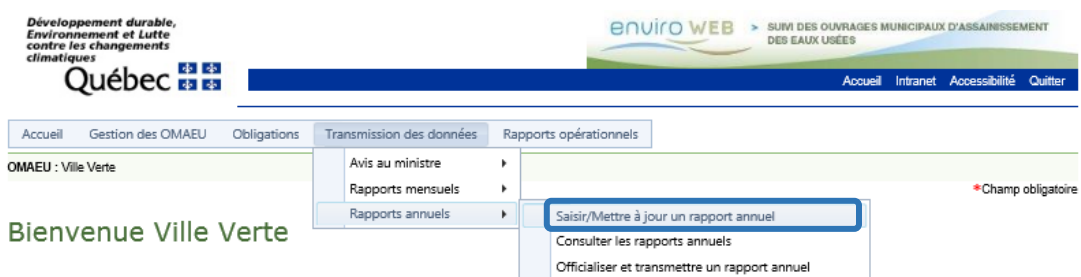 Développement durable,
Environnement et Lutte
contre les changements
climatiques
Québec
enviro WEB > SUIVI DES OUVRAGES MUNICIPAUX D'ASSAINISSEMENT
DES EAUX USÉES
Accueil Intranet Accessibilité Quitter
Accueil Gestion des OMAEU Obligations Transmission des données Rapports opérationnels
OMAEU : Ville Verte
Avis au ministre
Rapports mensuels
*Champ obligatoire
Rapports annuels
Saisir/Mettre à jour un rapport annuel
Bienvenue Ville Verte
Consulter les rapports annuels
Officialiser et transmettre un rapport annuel